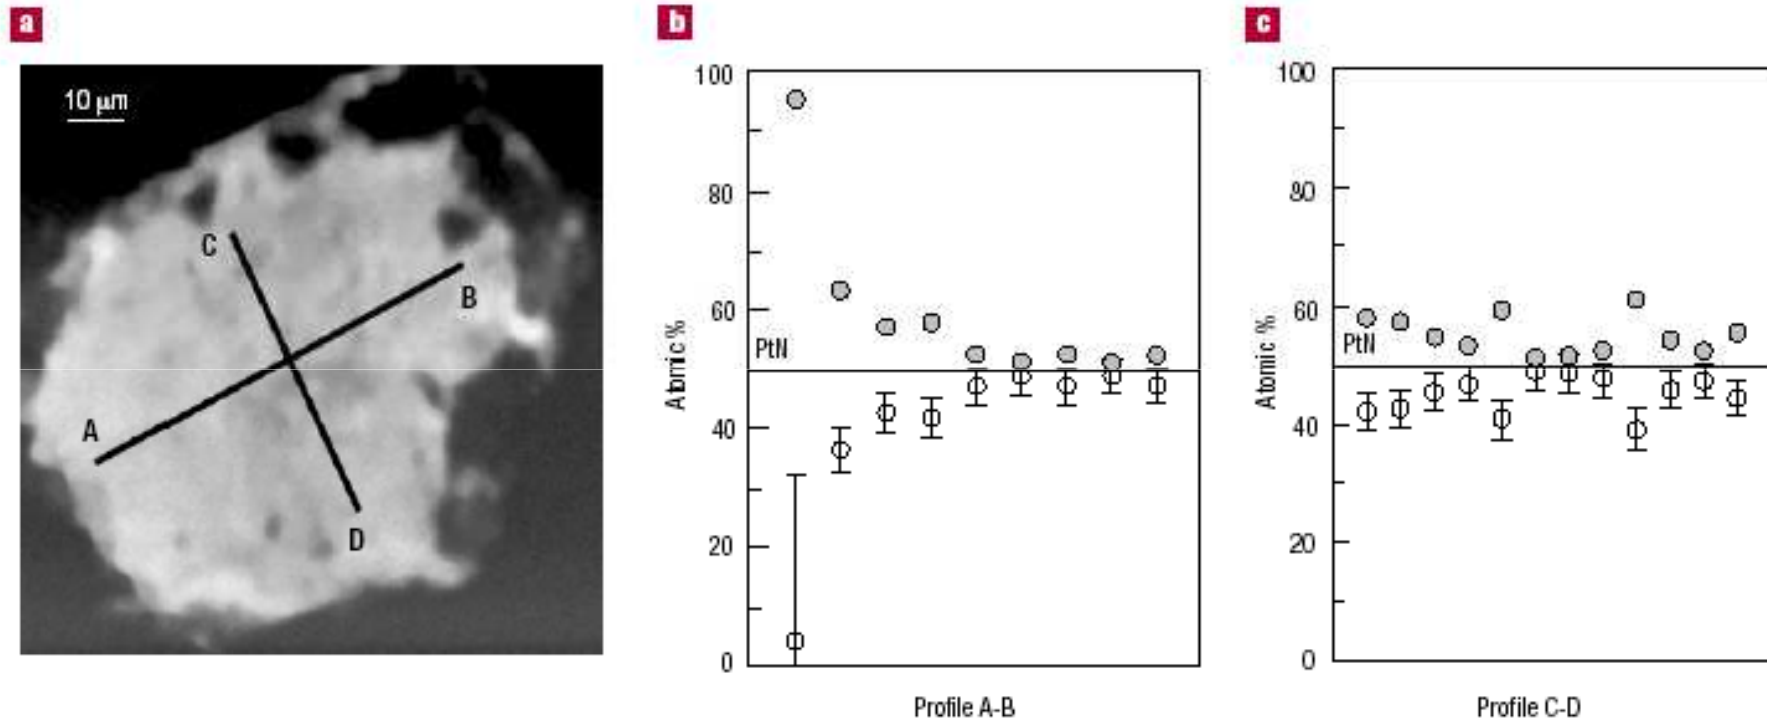 a
10 µm
C
B
A
D
b
100
80
60
PtN
40
20
0
Atomic %
Profile A-B
c
100
80
60
PtN
40
20
0
Atomic %
Profile C-D